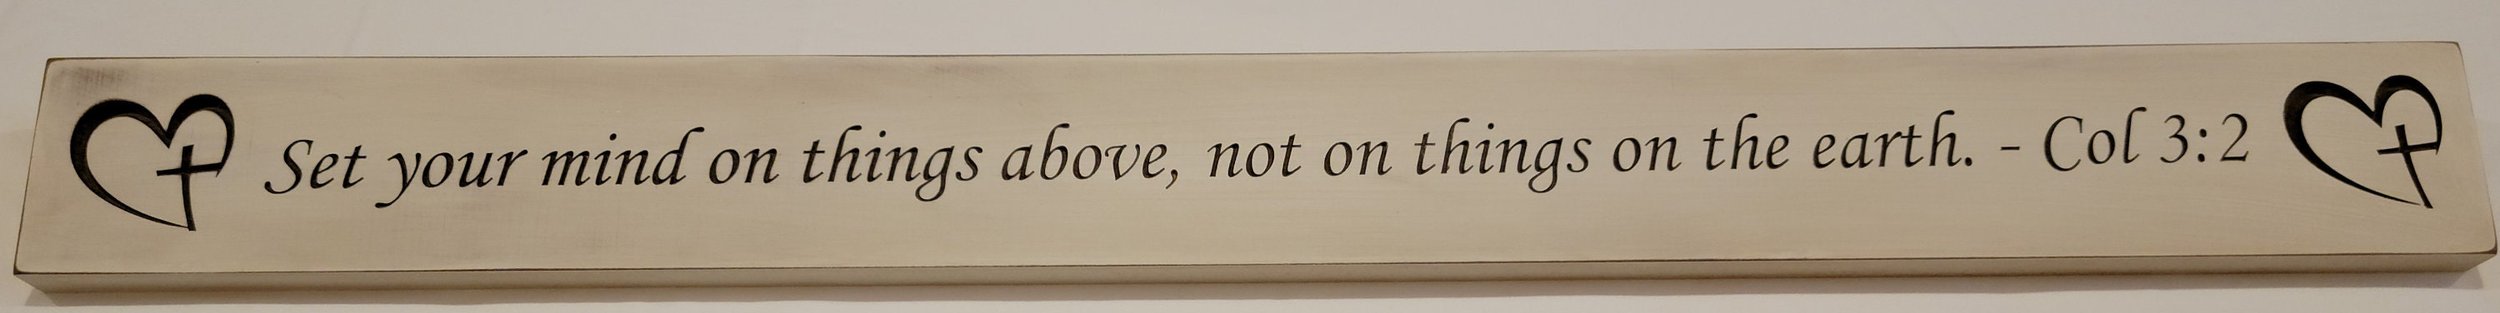 Set your mind on things above, not on things on the earth. - Col 3:2